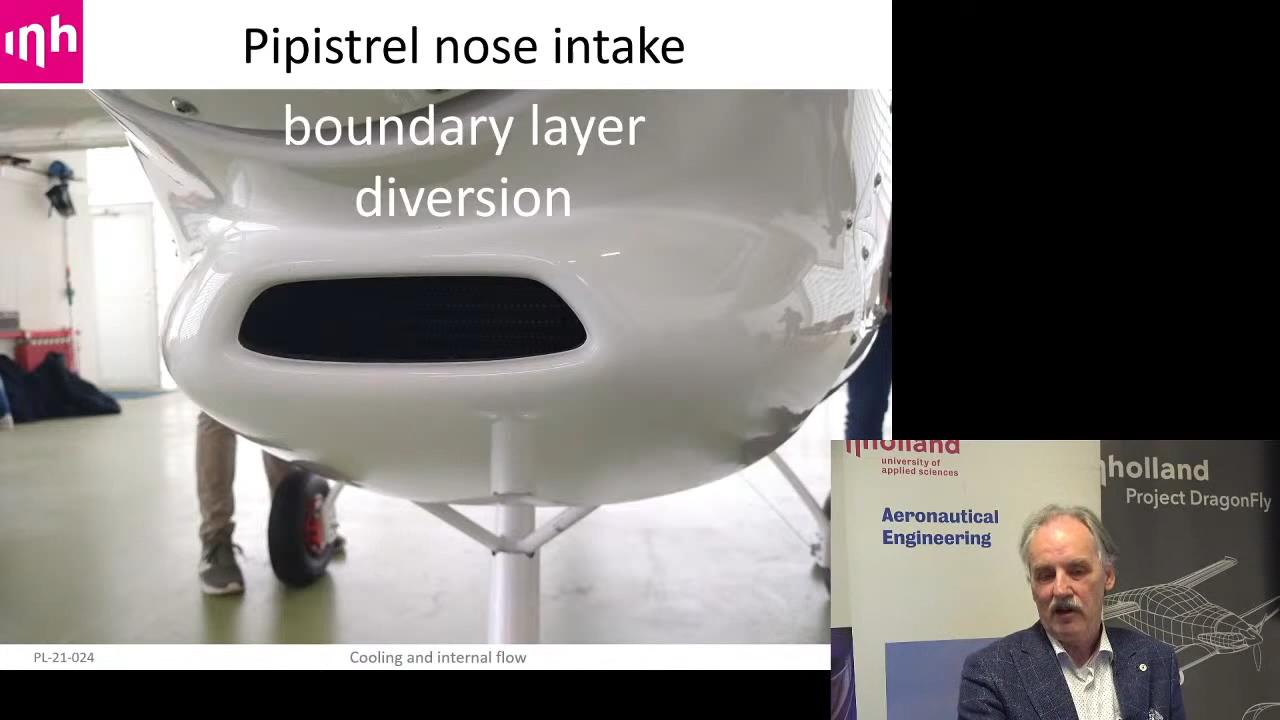 inh
Pipistrel nose intake
boundary layer
diversion
PL-21-024
Cooling and internal flow
inholland
university of
applied sciences
Aeronautical
Engineering
inholland
Project DragonFly